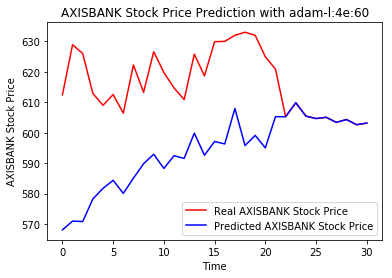 AXISBANK Stock Price Prediction with adam-l:4e:60
AXISBANK Stock Price
630
620
610
600
590
580
570
Real AXISBANK Stock Price
Predicted AXISBANK Stock Price
0 5 10 15 20 25 30
Time